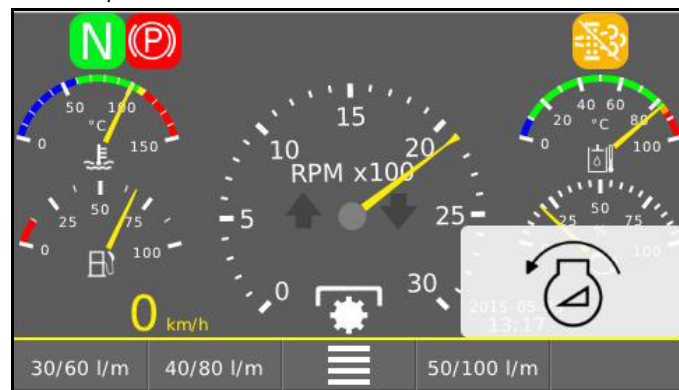 N (P)
50 100
°C
0 150
25 50 75
0 100
0 km/h
5 10 15 20 25 30
0
RPM x100
20 40 60 80
°C
0 100
25 50 75
%
100
2015-05-
13:17
30/60 l/m
40/80 l/m
50/100 l/m